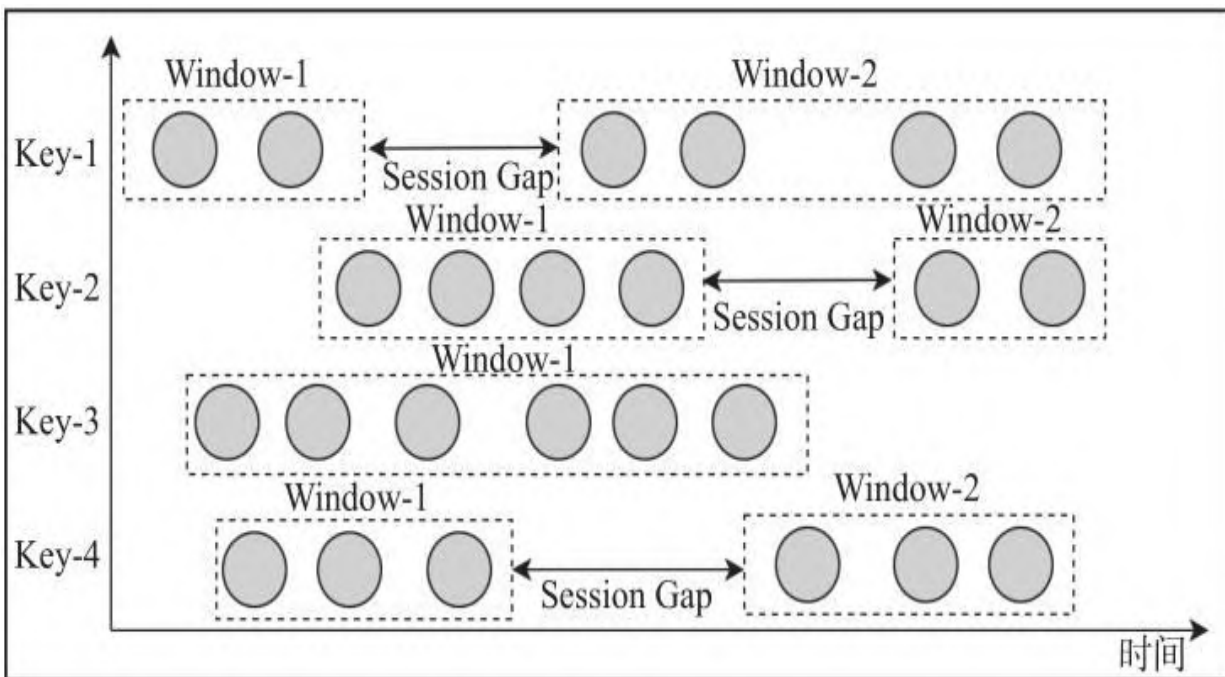 Window-1
Window-2
Key-1
Session Gap
Window-1
Window-2
Key-2
Session Gap
Window-1
Key-3
Window-1
Window-2
Key-4
Session Gap
时间